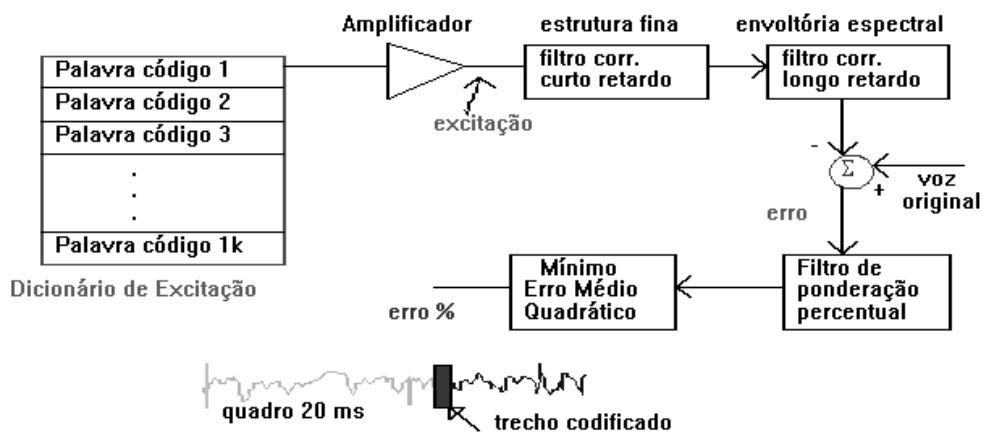 Amplificador
estrutura fina
envoltória espectral
Palavra código 1
Palavra código 2
Palavra código 3
.
.
.
Palavra código 1k
Dicionário de Excitação
excitação
filtro corr.
curto retardo
filtro corr.
longo retardo
-
Σ
+
voz
original
erro
Filtro de
ponderação
percentual
Mínimo
Erro Médio
Quadrático
erro %
quadro 20 ms
trecho codificado